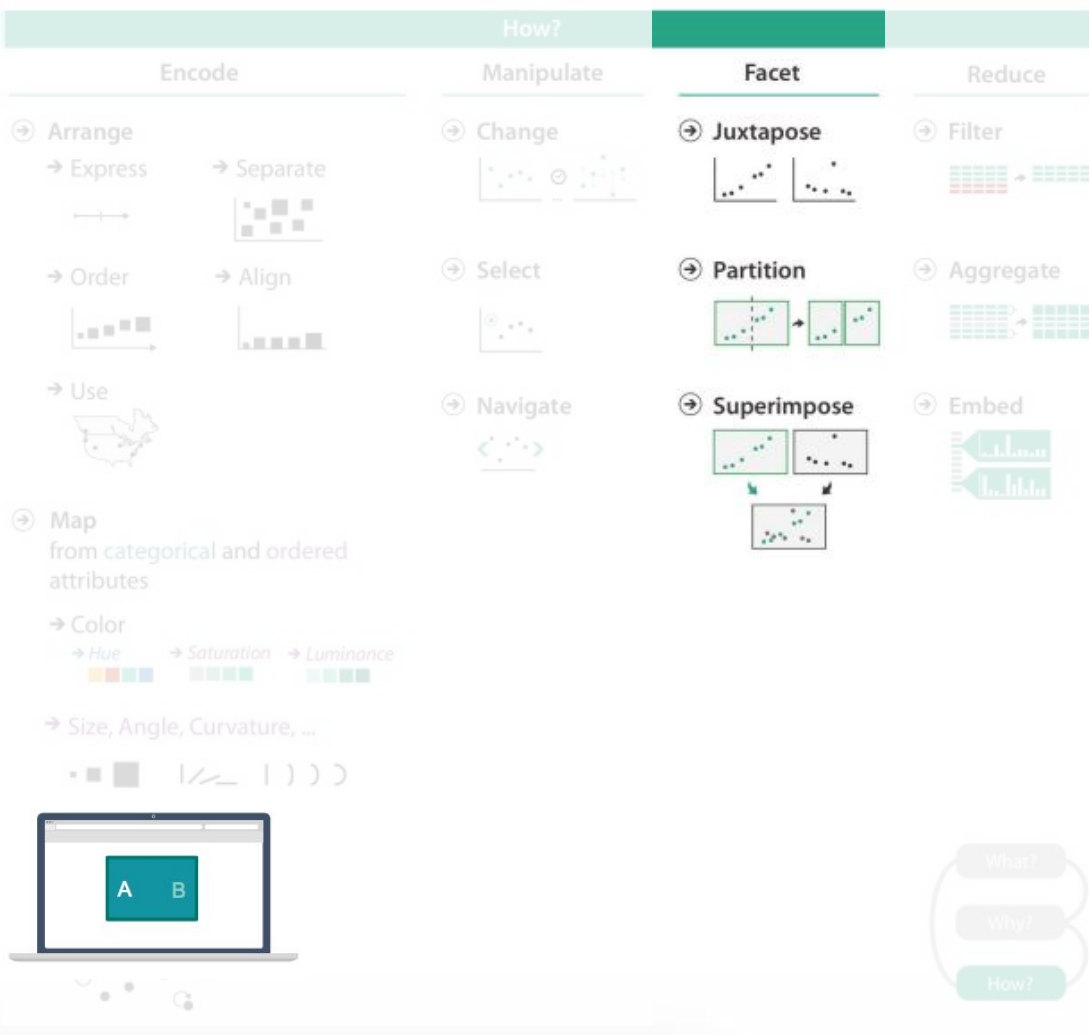 How?
Encode
Manipulate
Facet
Reduce
Arrange
Express
Separate
Order
Align
Use
Map
from categorical and ordered
attributes
Color
Hue
Saturation
Luminance
Size, Angle, Curvature, ...
A B
Change
Select
Navigate
Juxtapose
Partition
Superimpose
Filter
Aggregate
Embed
What?
Why?
How?